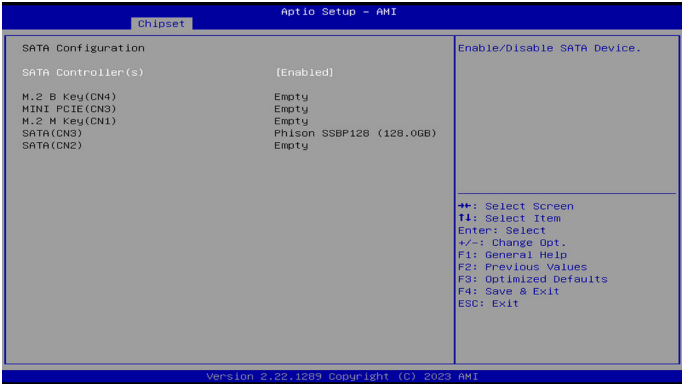 Aptio Setup – AMI
Chipset
SATA Configuration
SATA Controller(s) [Enabled]
M.2 B Key(CN4) Empty
MINI PCIE(CN3) Empty
M.2 M Key(CN1) Empty
SATA(CN3) Phison SSBP128 (128.0GB)
SATA(CN2) Empty
Enable/Disable SATA Device.
→←: Select Screen
↑↓: Select Item
Enter: Select
+/-: Change Opt.
F1: General Help
F2: Previous Values
F3: Optimized Defaults
F4: Save & Exit
ESC: Exit
Version 2.22.1289 Copyright (C) 2023 AMI